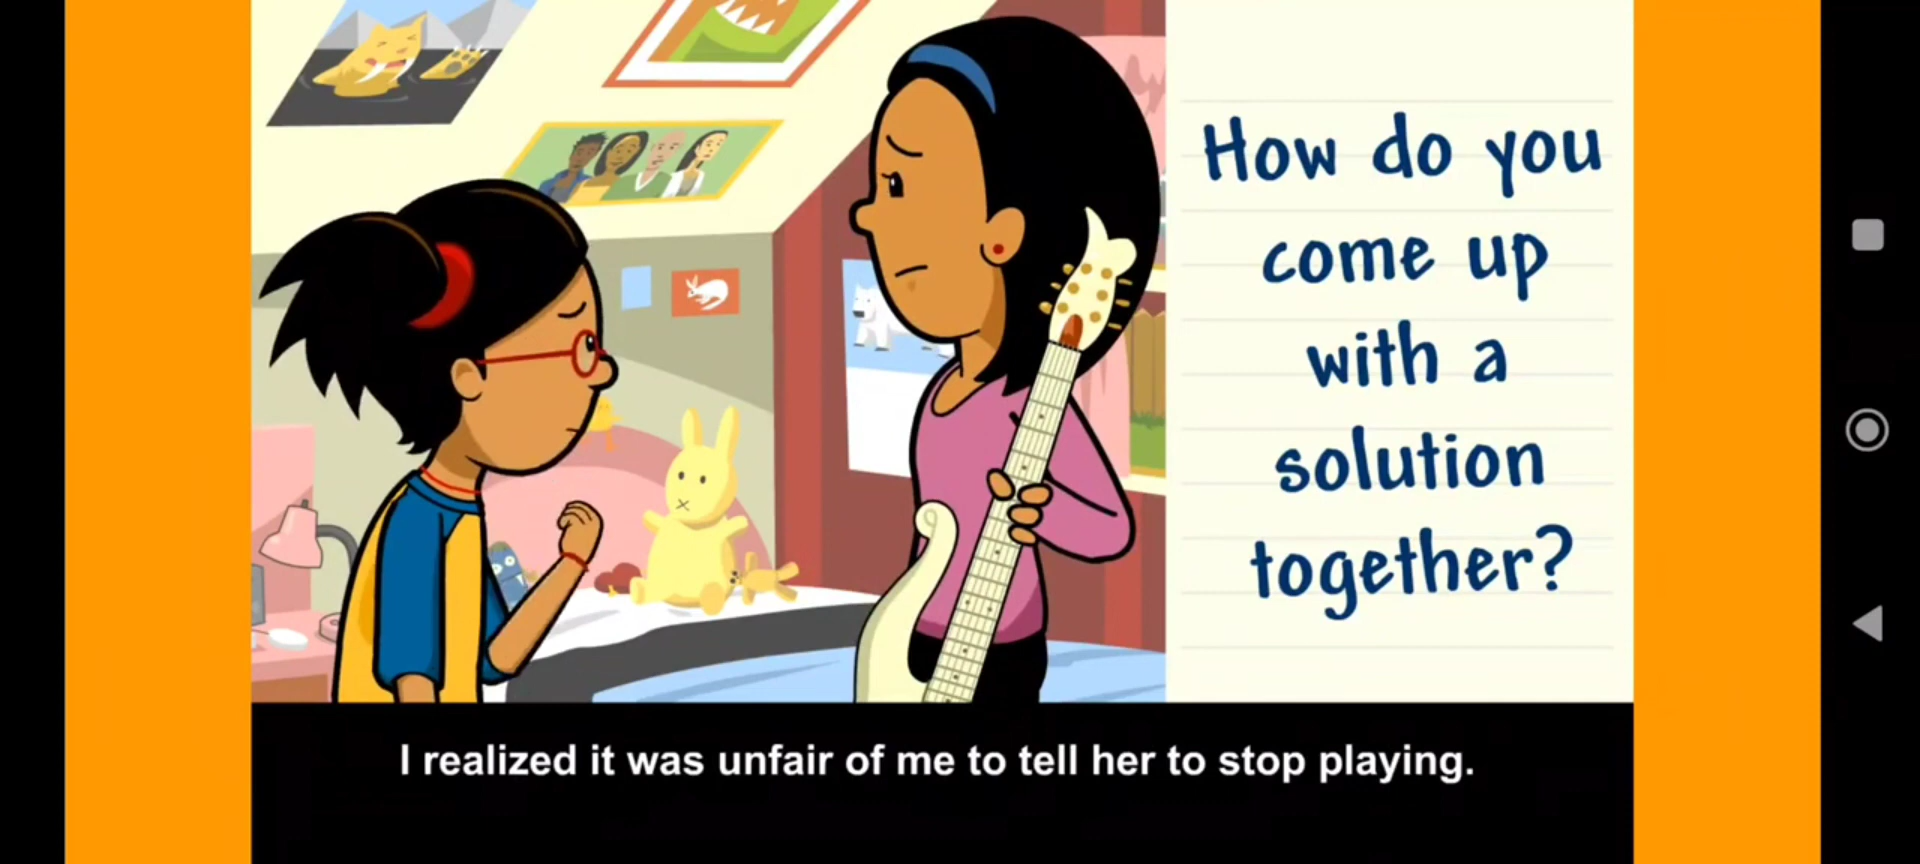 How do you
come up
with a
solution
together?
I realized it was unfair of me to tell her to stop playing.